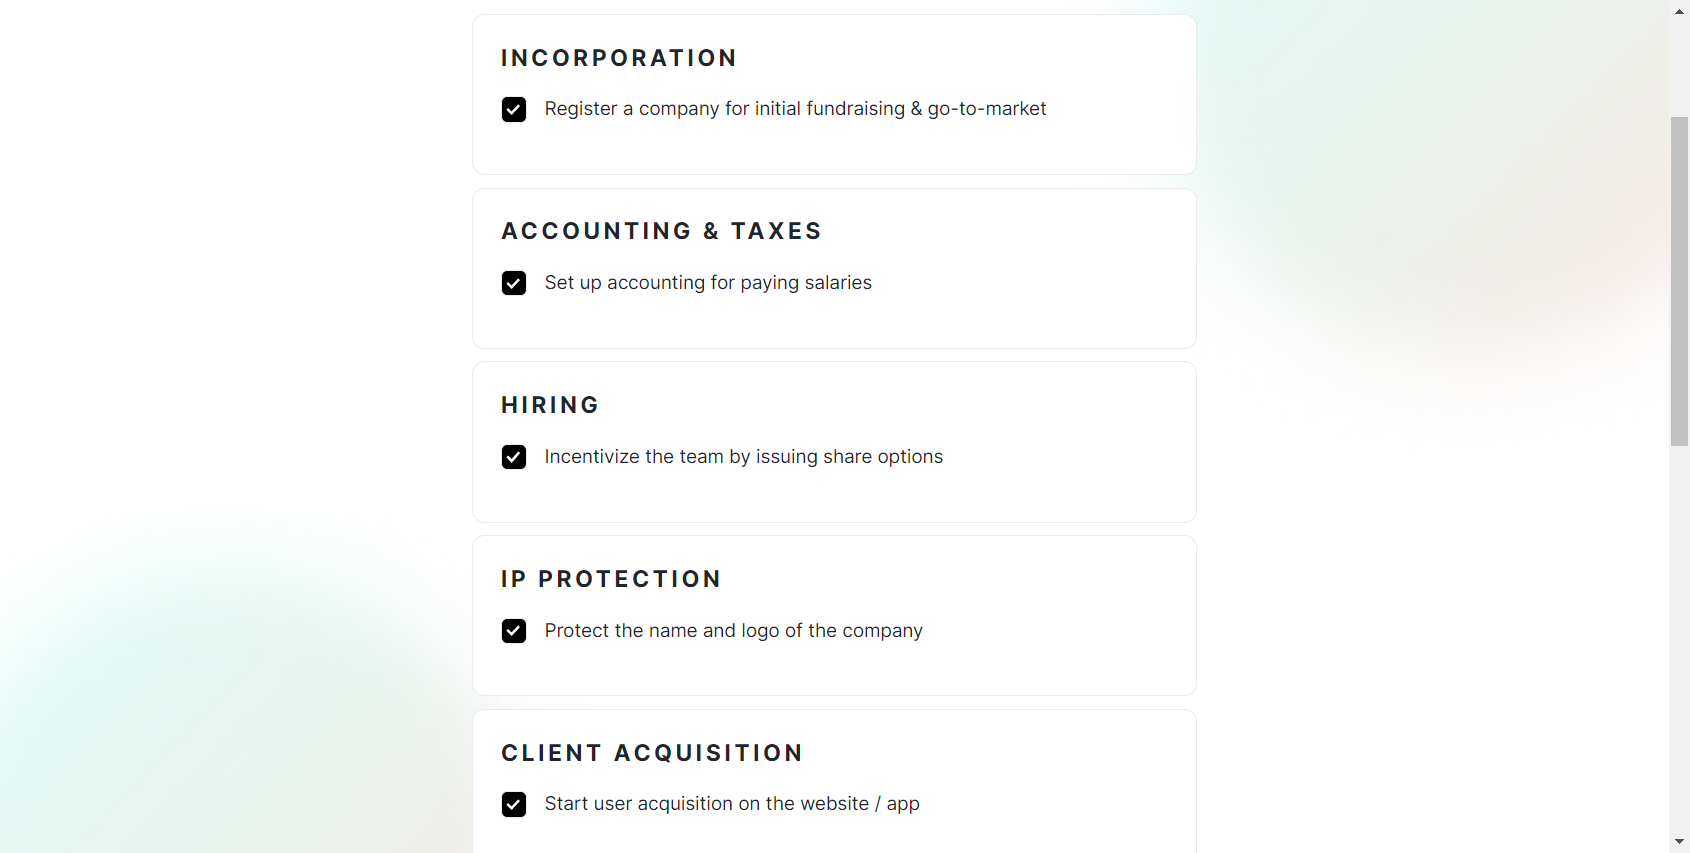 INCORPORATION
Register a company for initial fundraising & go-to-market
ACCOUNTING & TAXES
Set up accounting for paying salaries
HIRING
Incentivize the team by issuing share options
IP PROTECTION
Protect the name and logo of the company
CLIENT ACQUISITION
Start user acquisition on the website / app